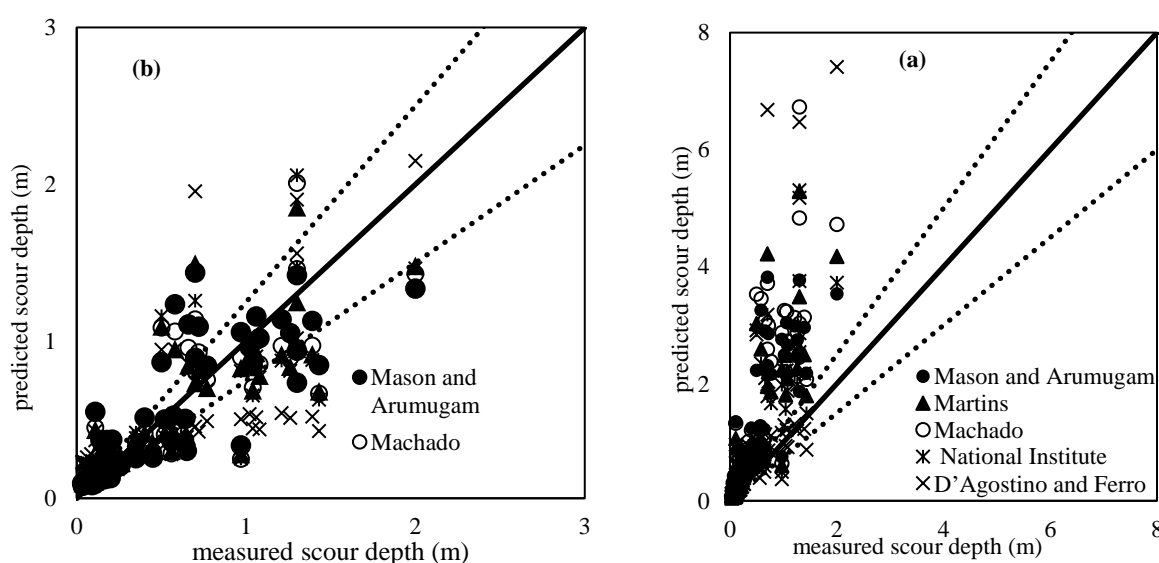 3
(b)
2
1
0
0
1
2
3
predicted scour depth (m)
measured scour depth (m)
Mason and
Arumugam
Machado
8
(a)
6
4
2
0
0
2
4
6
8
predicted scour depth (m)
measured scour depth (m)
Mason and Arumugam
Martins
Machado
National Institute
D’Agostino and Ferro